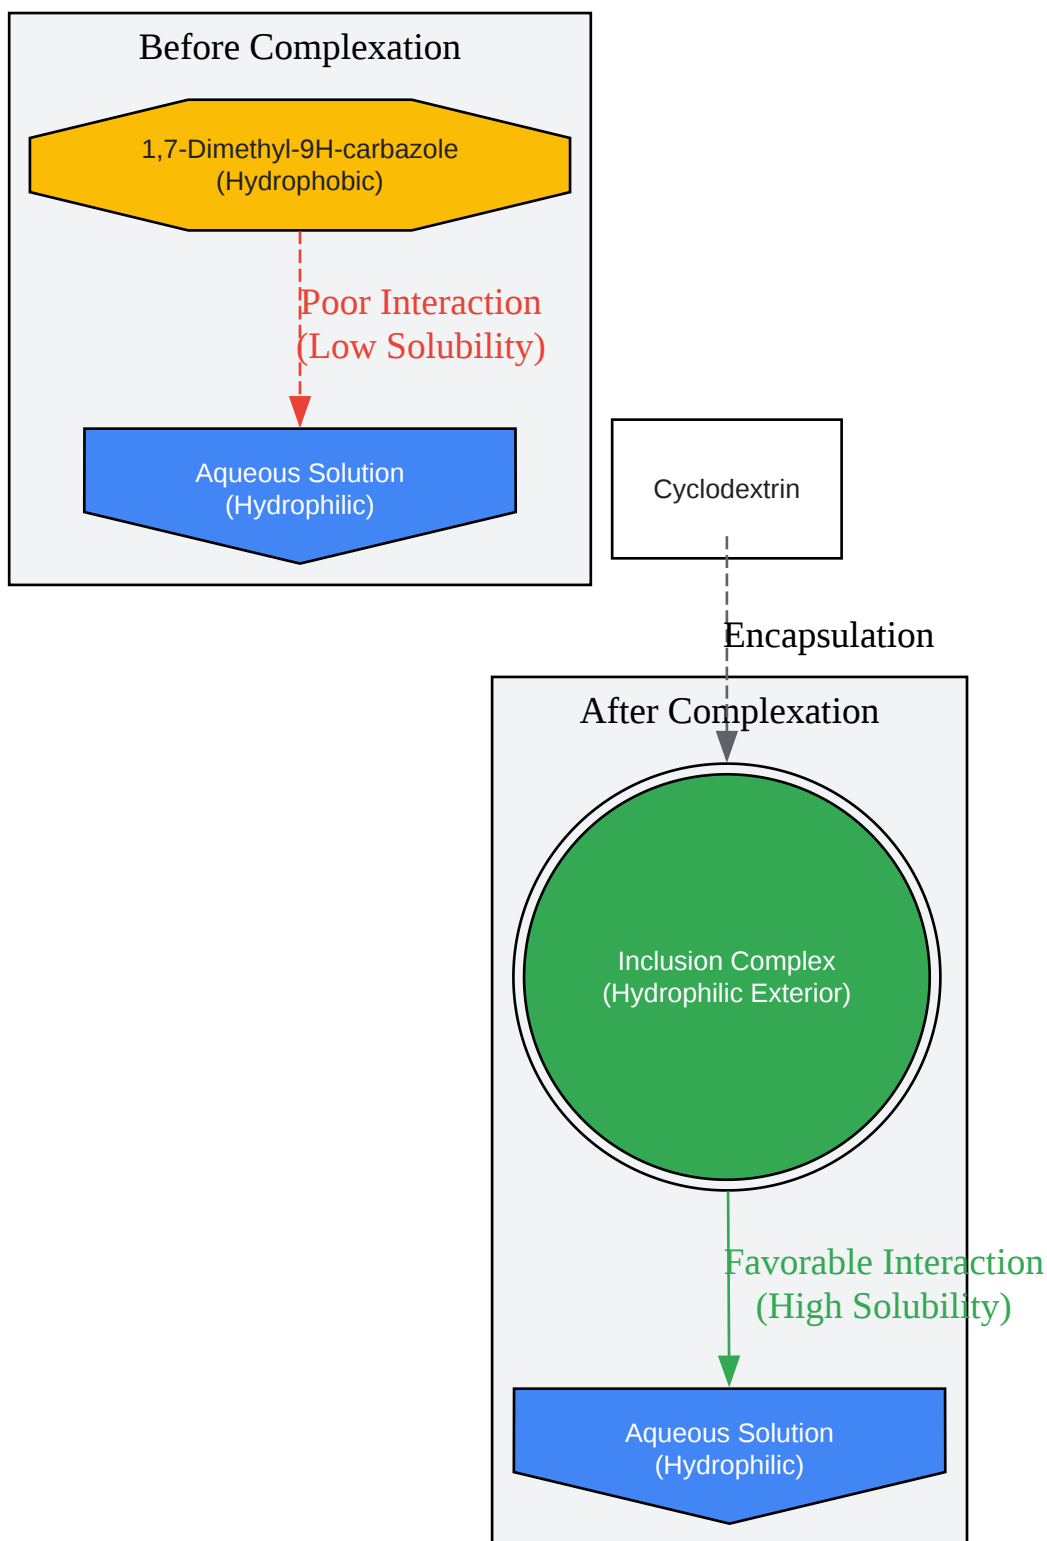 Before Complexation
1,7-Dimethyl-9H-carbazole
(Hydrophobic)
Poor Interaction
(Low Solubility)
Aqueous Solution
(Hydrophilic)
Cyclodextrin
Encapsulation
After Complexation
Inclusion Complex
(Hydrophilic Exterior)
Favorable Interaction
(High Solubility)
Aqueous Solution
(Hydrophilic)